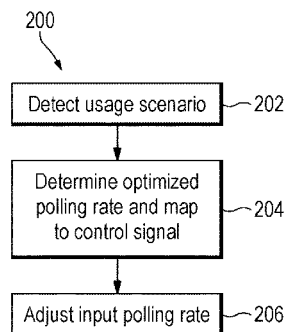 200
Detect usage scenario
202
Determine optimized
polling rate and map
to control signal
204
Adjust input polling rate
206